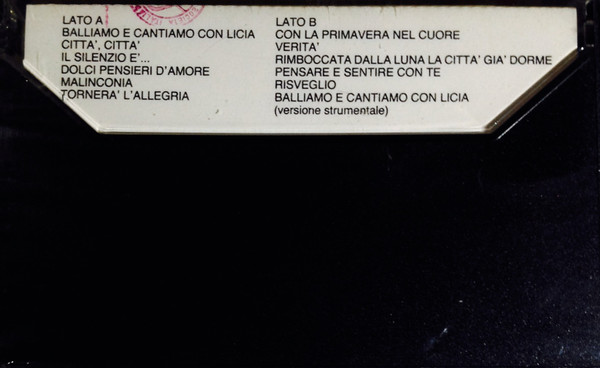 LATO A
BALLIAMO E CANTIAMO CON LICIA
CITTA', CITTA'
IL SILENZIO E'...
DOLCI PENSIERI D'AMORE
MALINCONIA
TORNERA' L'ALLEGRIA
LATO B
CON LA PRIMAVERA NEL CUORE
VERITA'
RIMBOCCATA DALLA LUNA LA CITTA' GIA' DORME
PENSARE E SENTIRE CON TE
RISVEGLIO
BALLIAMO E CANTIAMO CON LICIA
(versione strumentale)